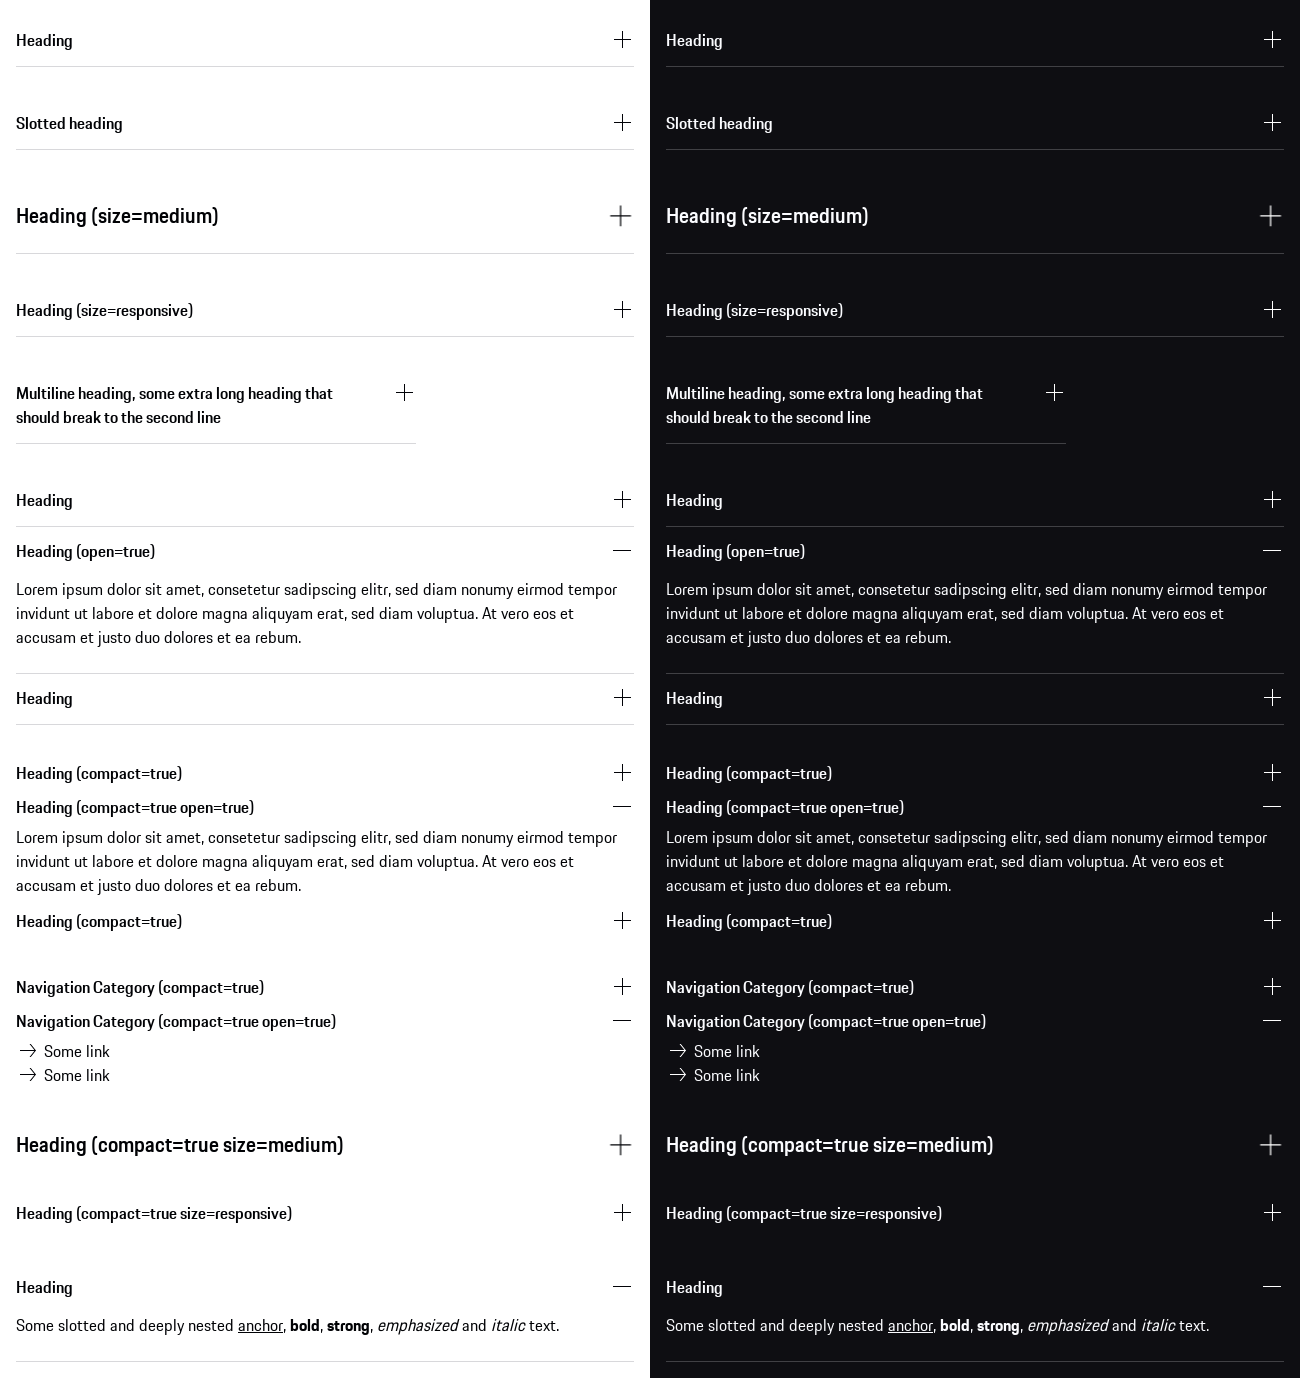 Heading
Slotted heading
Heading (size=medium)
Heading (size=responsive)
Multiline heading, some extra long heading that
should break to the second line
Heading
Heading (open=true)
Lorem ipsum dolor sit amet, consetetur sadipscing elitr, sed diam nonumy eirmod tempor
invidunt ut labore et dolore magna aliquyam erat, sed diam voluptua. At vero eos et
accusam et justo duo dolores et ea rebum.
Heading
Heading (compact=true)
Heading (compact=true open=true)
Lorem ipsum dolor sit amet, consetetur sadipscing elitr, sed diam nonumy eirmod tempor
invidunt ut labore et dolore magna aliquyam erat, sed diam voluptua. At vero eos et
accusam et justo duo dolores et ea rebum.
Heading (compact=true)
Navigation Category (compact=true)
Navigation Category (compact=true open=true)
Some link
Some link
Heading (compact=true size=medium)
Heading (compact=true size=responsive)
Heading
Some slotted and deeply nested anchor, bold, strong, emphasized and italic text.
Heading
Slotted heading
Heading (size=medium)
Heading (size=responsive)
Multiline heading, some extra long heading that
should break to the second line
Heading
Heading (open=true)
Lorem ipsum dolor sit amet, consetetur sadipscing elitr, sed diam nonumy eirmod tempor
invidunt ut labore et dolore magna aliquyam erat, sed diam voluptua. At vero eos et
accusam et justo duo dolores et ea rebum.
Heading
Heading (compact=true)
Heading (compact=true open=true)
Lorem ipsum dolor sit amet, consetetur sadipscing elitr, sed diam nonumy eirmod tempor
invidunt ut labore et dolore magna aliquyam erat, sed diam voluptua. At vero eos et
accusam et justo duo dolores et ea rebum.
Heading (compact=true)
Navigation Category (compact=true)
Navigation Category (compact=true open=true)
Some link
Some link
Heading (compact=true size=medium)
Heading (compact=true size=responsive)
Heading
Some slotted and deeply nested anchor, bold, strong, emphasized and italic text.